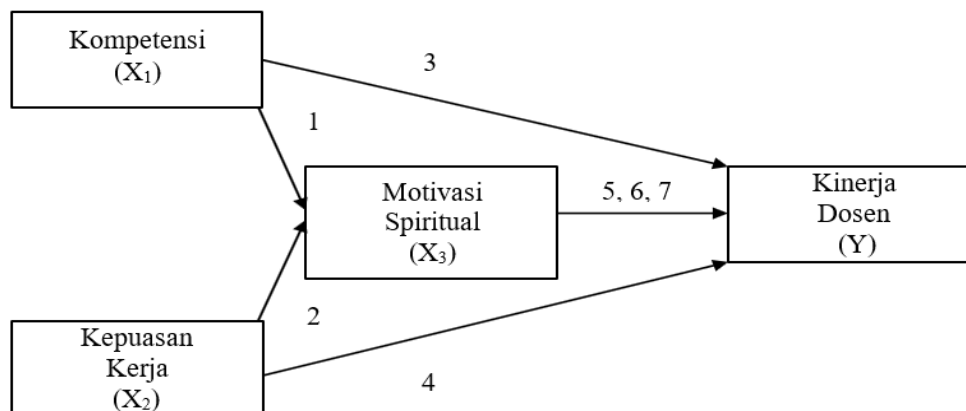 Kompetensi
(X₁)
3
1
Motivasi
Spiritual
(X₃)
5, 6, 7
Kinerja
Dosen
(Y)
2
Kepuasan
Kerja
(X₂)
4